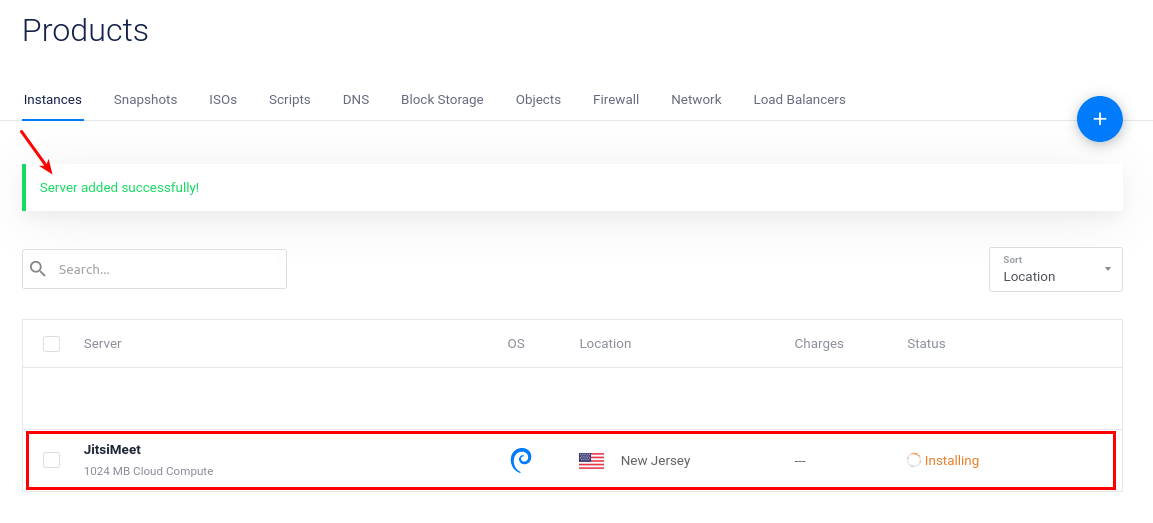 Products
Instances Snapshots ISOs Scripts DNS Block Storage Objects Firewall Network Load Balancers
+
Server added successfully!
Search...
Sort
Location
Server OS Location Charges Status
JitsiMeet
1024 MB Cloud Compute
New Jersey --- Installing